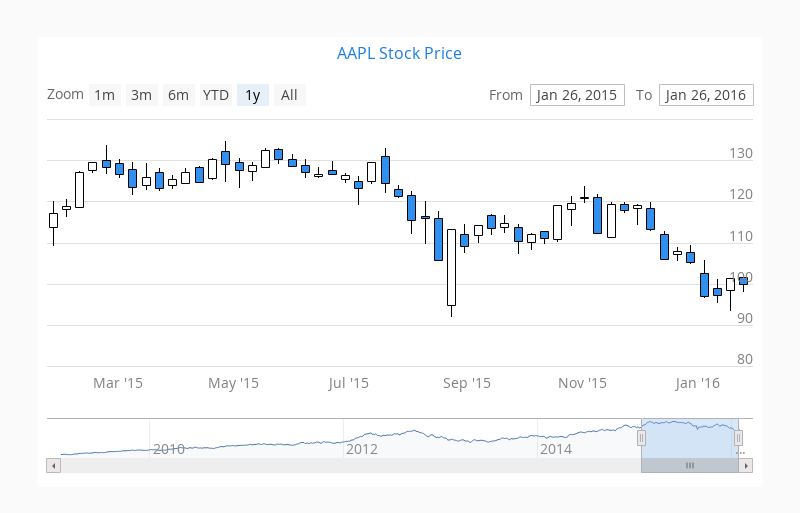 AAPL Stock Price
Zoom 1m 3m 6m YTD 1y All From Jan 26, 2015 To Jan 26, 2016
130
120
110
100
90
80
Mar '15 May '15 Jul '15 Sep '15 Nov '15 Jan '16
2010 2012 2014 ...